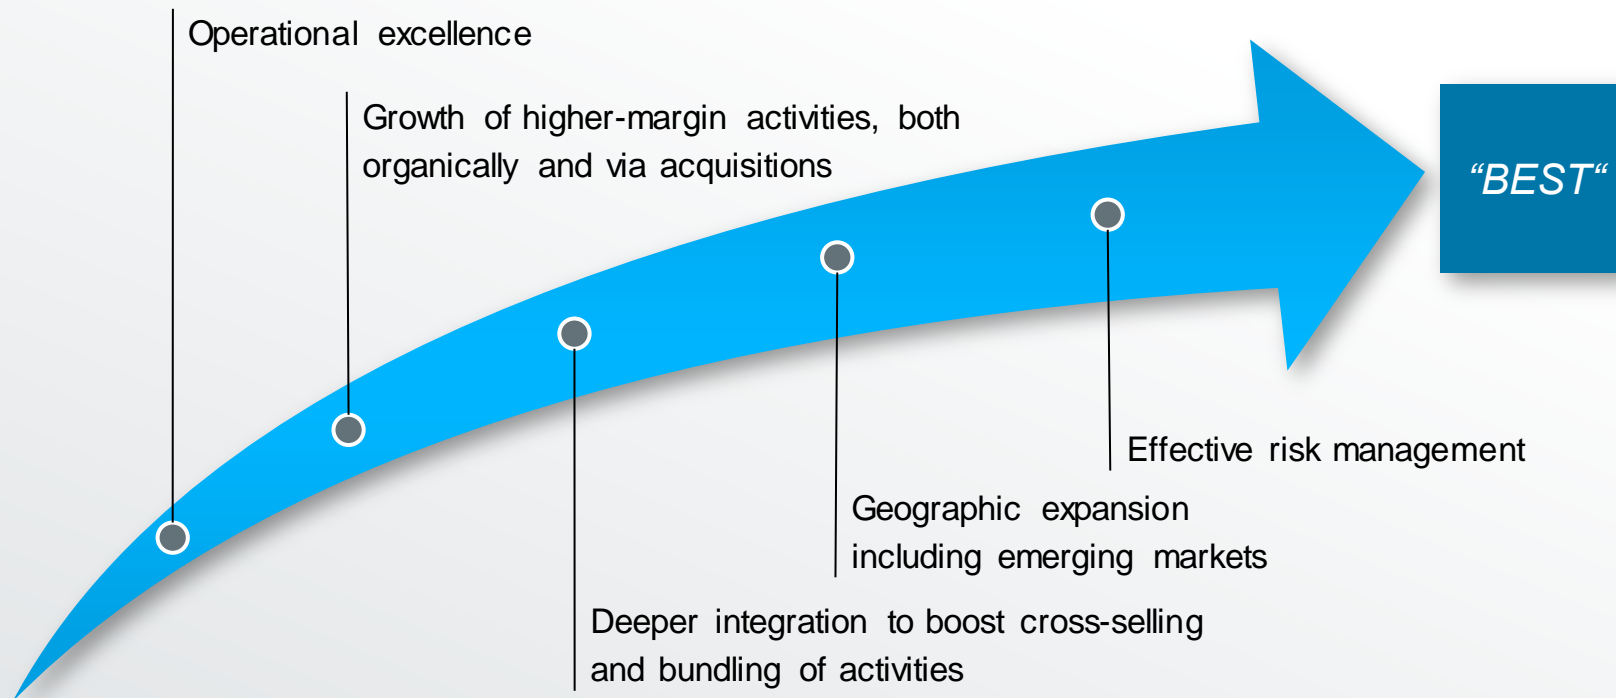 Operational excellence
Growth of higher-margin activities, both
organically and via acquisitions
“BEST“
Effective risk management
Geographic expansion
including emerging markets
Deeper integration to boost cross-selling
and bundling of activities